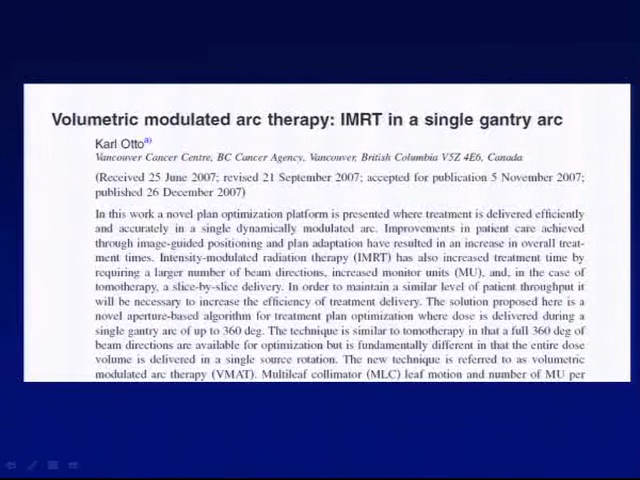 Volumetric modulated arc therapy: IMRT in a single gantry arc
Karl Otto a)
Vancouver Cancer Centre, BC Cancer Agency, Vancouver, British Columbia V5Z 4E6, Canada
(Received 25 June 2007; revised 21 September 2007; accepted for publication 5 November 2007;
published 26 December 2007)
In this work a novel plan optimization platform is presented where treatment is delivered efficiently
and accurately in a single dynamically modulated arc. Improvements in patient care achieved
through image-guided positioning and plan adaptation have resulted in an increase in overall treat-
ment times. Intensity-modulated radiation therapy (IMRT) has also increased treatment time by
requiring a larger number of beam directions, increased monitor units (MU), and, in the case of
tomotherapy, a slice-by-slice delivery. In order to maintain a similar level of patient throughput it
will be necessary to increase the efficiency of treatment delivery. The solution proposed here is a
novel aperture-based algorithm for treatment plan optimization where dose is delivered during a
single gantry arc of up to 360 deg. The technique is similar to tomotherapy in that a full 360 deg of
beam directions are available for optimization but is fundamentally different in that the entire dose
volume is delivered in a single source rotation. The new technique is referred to as volumetric
modulated arc therapy (VMAT). Multileaf collimator (MLC) leaf motion and number of MU per